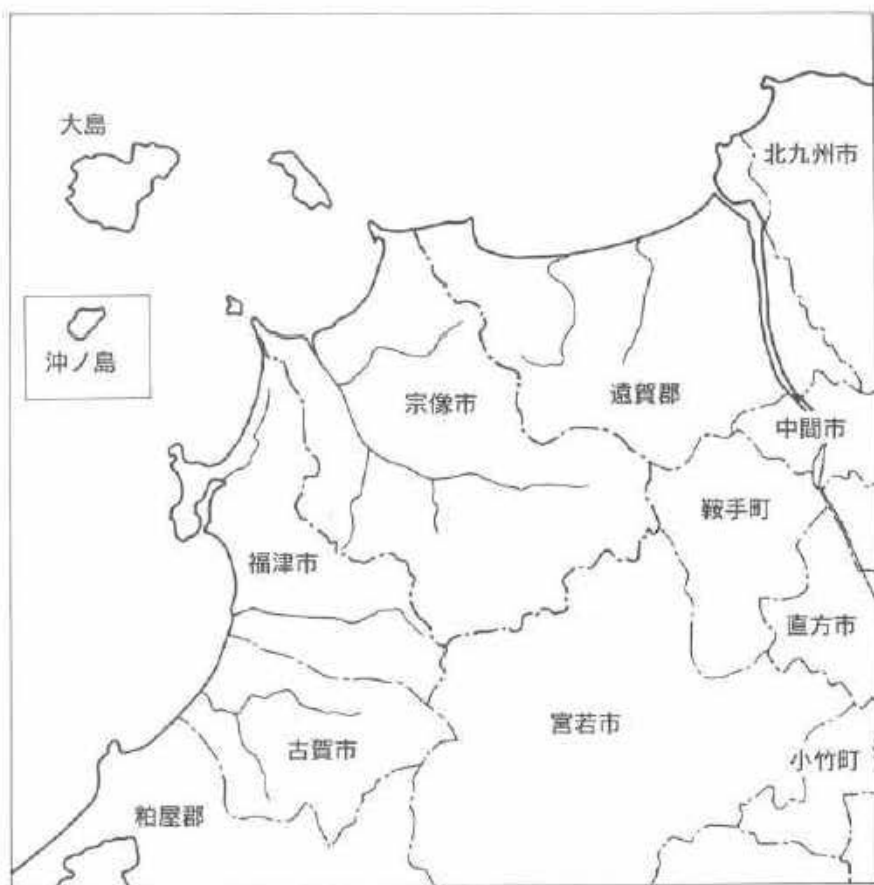 大島
北九州市
沖ノ島
宗像市
遠賀郡
中間市
鞍手町
福津市
直方市
宮若市
古賀市
小竹町
粕屋郡